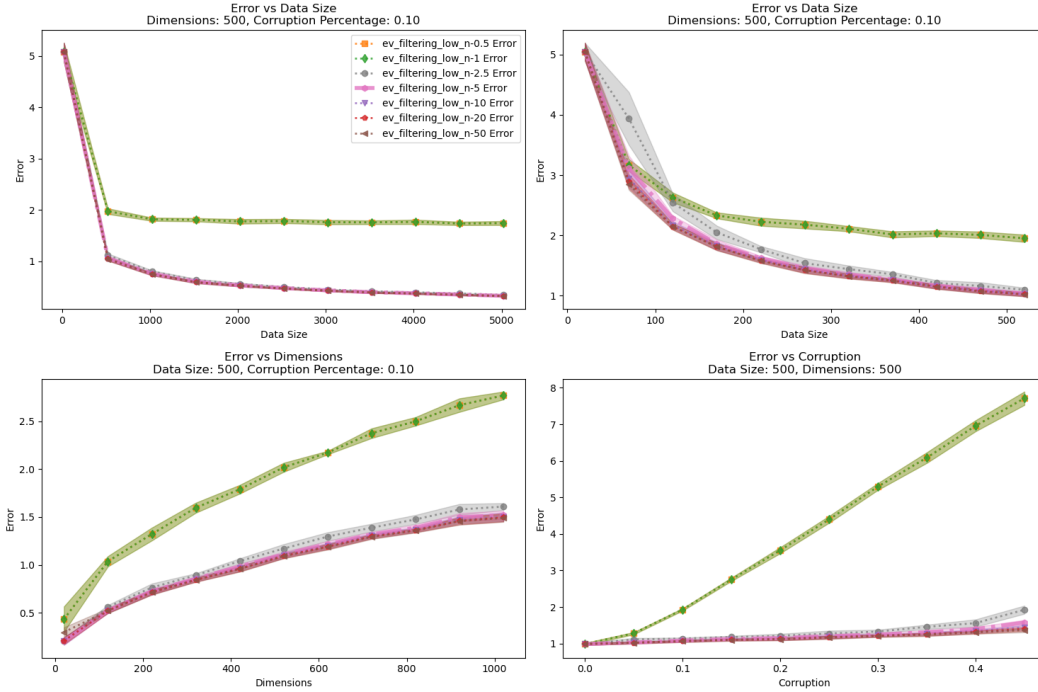 Error vs Data Size
Dimensions: 500, Corruption Percentage: 0.10
Error
5
4
3
2
1
ev_filtering_low_n-0.5 Error
ev_filtering_low_n-1 Error
ev_filtering_low_n-2.5 Error
ev_filtering_low_n-5 Error
ev_filtering_low_n-10 Error
ev_filtering_low_n-20 Error
ev_filtering_low_n-50 Error
0 1000 2000 3000 4000 5000
Data Size
Error vs Data Size
Dimensions: 500, Corruption Percentage: 0.10
Error
5
4
3
2
1
0 100 200 300 400 500
Data Size
Error vs Dimensions
Data Size: 500, Corruption Percentage: 0.10
Error
2.5
2.0
1.5
1.0
0.5
0 200 400 600 800 1000
Dimensions
Error vs Corruption
Data Size: 500, Dimensions: 500
Error
8
7
6
5
4
3
2
1
0.0 0.1 0.2 0.3 0.4
Corruption